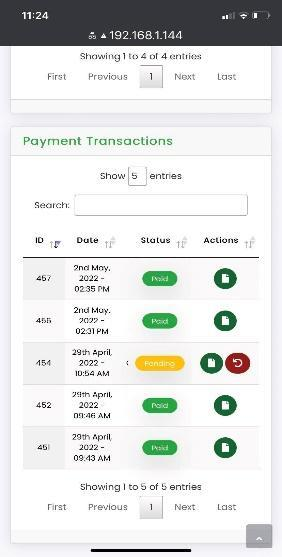 11:24
192.168.1.144
Showing 1 to 4 of 4 entries
First Previous 1 Next Last
Payment Transactions
Show 5 entries
Search:
ID Date Status Actions
457 2nd May, 2022 - 02:35 PM Paid
456 2nd May, 2022 - 02:31 PM Paid
454 29th April, 2022 - 10:54 AM Pending
452 29th April, 2022 - 09:46 AM Paid
451 29th April, 2022 - 09:43 AM Paid
Showing 1 to 5 of 5 entries
First Previous 1 Next Last